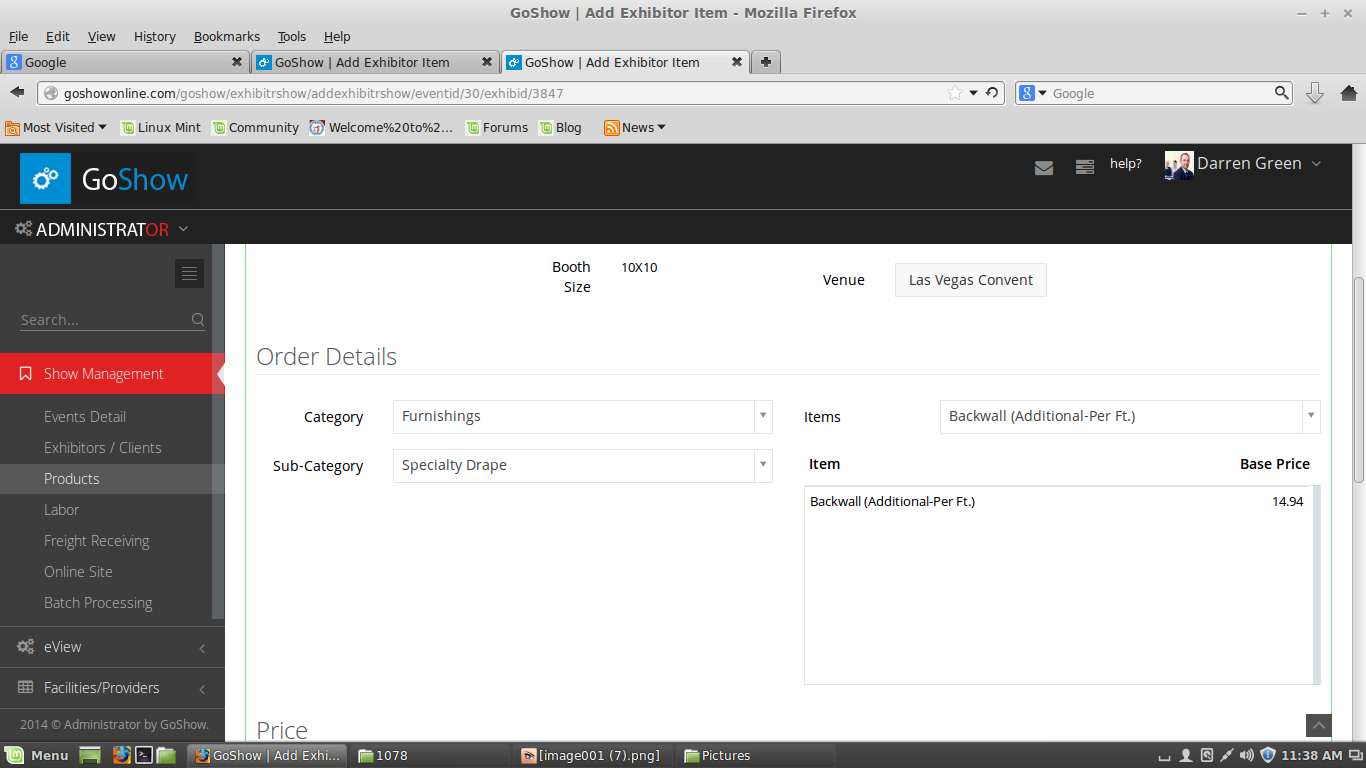 GoShow | Add Exhibitor Item - Mozilla Firefox
File Edit View History Bookmarks Tools Help
Google GoShow | Add Exhibitor Item GoShow | Add Exhibitor Item
goshowonline.com/goshow/exhibitrshow/addexhibitrshow/eventid/30/exhibid/3847 Google
Most Visited Linux Mint Community Welcome%20to%2... Forums Blog News
GoShow help? Darren Green
ADMINISTRATOR
Booth Size 10X10 Venue Las Vegas Convent
Search...
Order Details
Show Management
Category Furnishings Items Backwall (Additional-Per Ft.)
Events Detail
Exhibitors / Clients
Sub-Category Specialty Drape Item Base Price
Products
Backwall (Additional-Per Ft.) 14.94
Labor
Freight Receiving
Online Site
Batch Processing
eView
Facilities/Providers
2014 © Administrator by GoShow.
Price
Menu GoShow | Add Exhi... 1078 [image001 (7).png] Pictures 11:38 AM